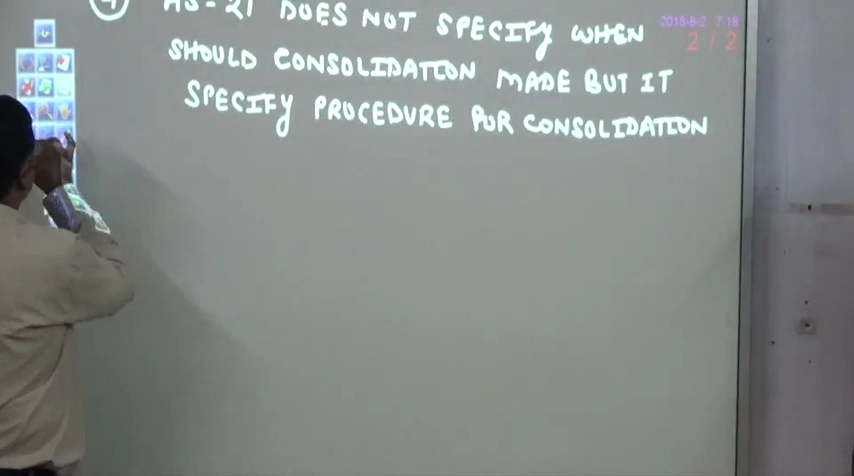 AS-21 DOES NOT SPECIFY WHEN
SHOULD CONSOLIDATION MADE BUT IT
SPECIFY PROCEDURE FOR CONSOLIDATION
2018-8-2 7:18
2 / 2